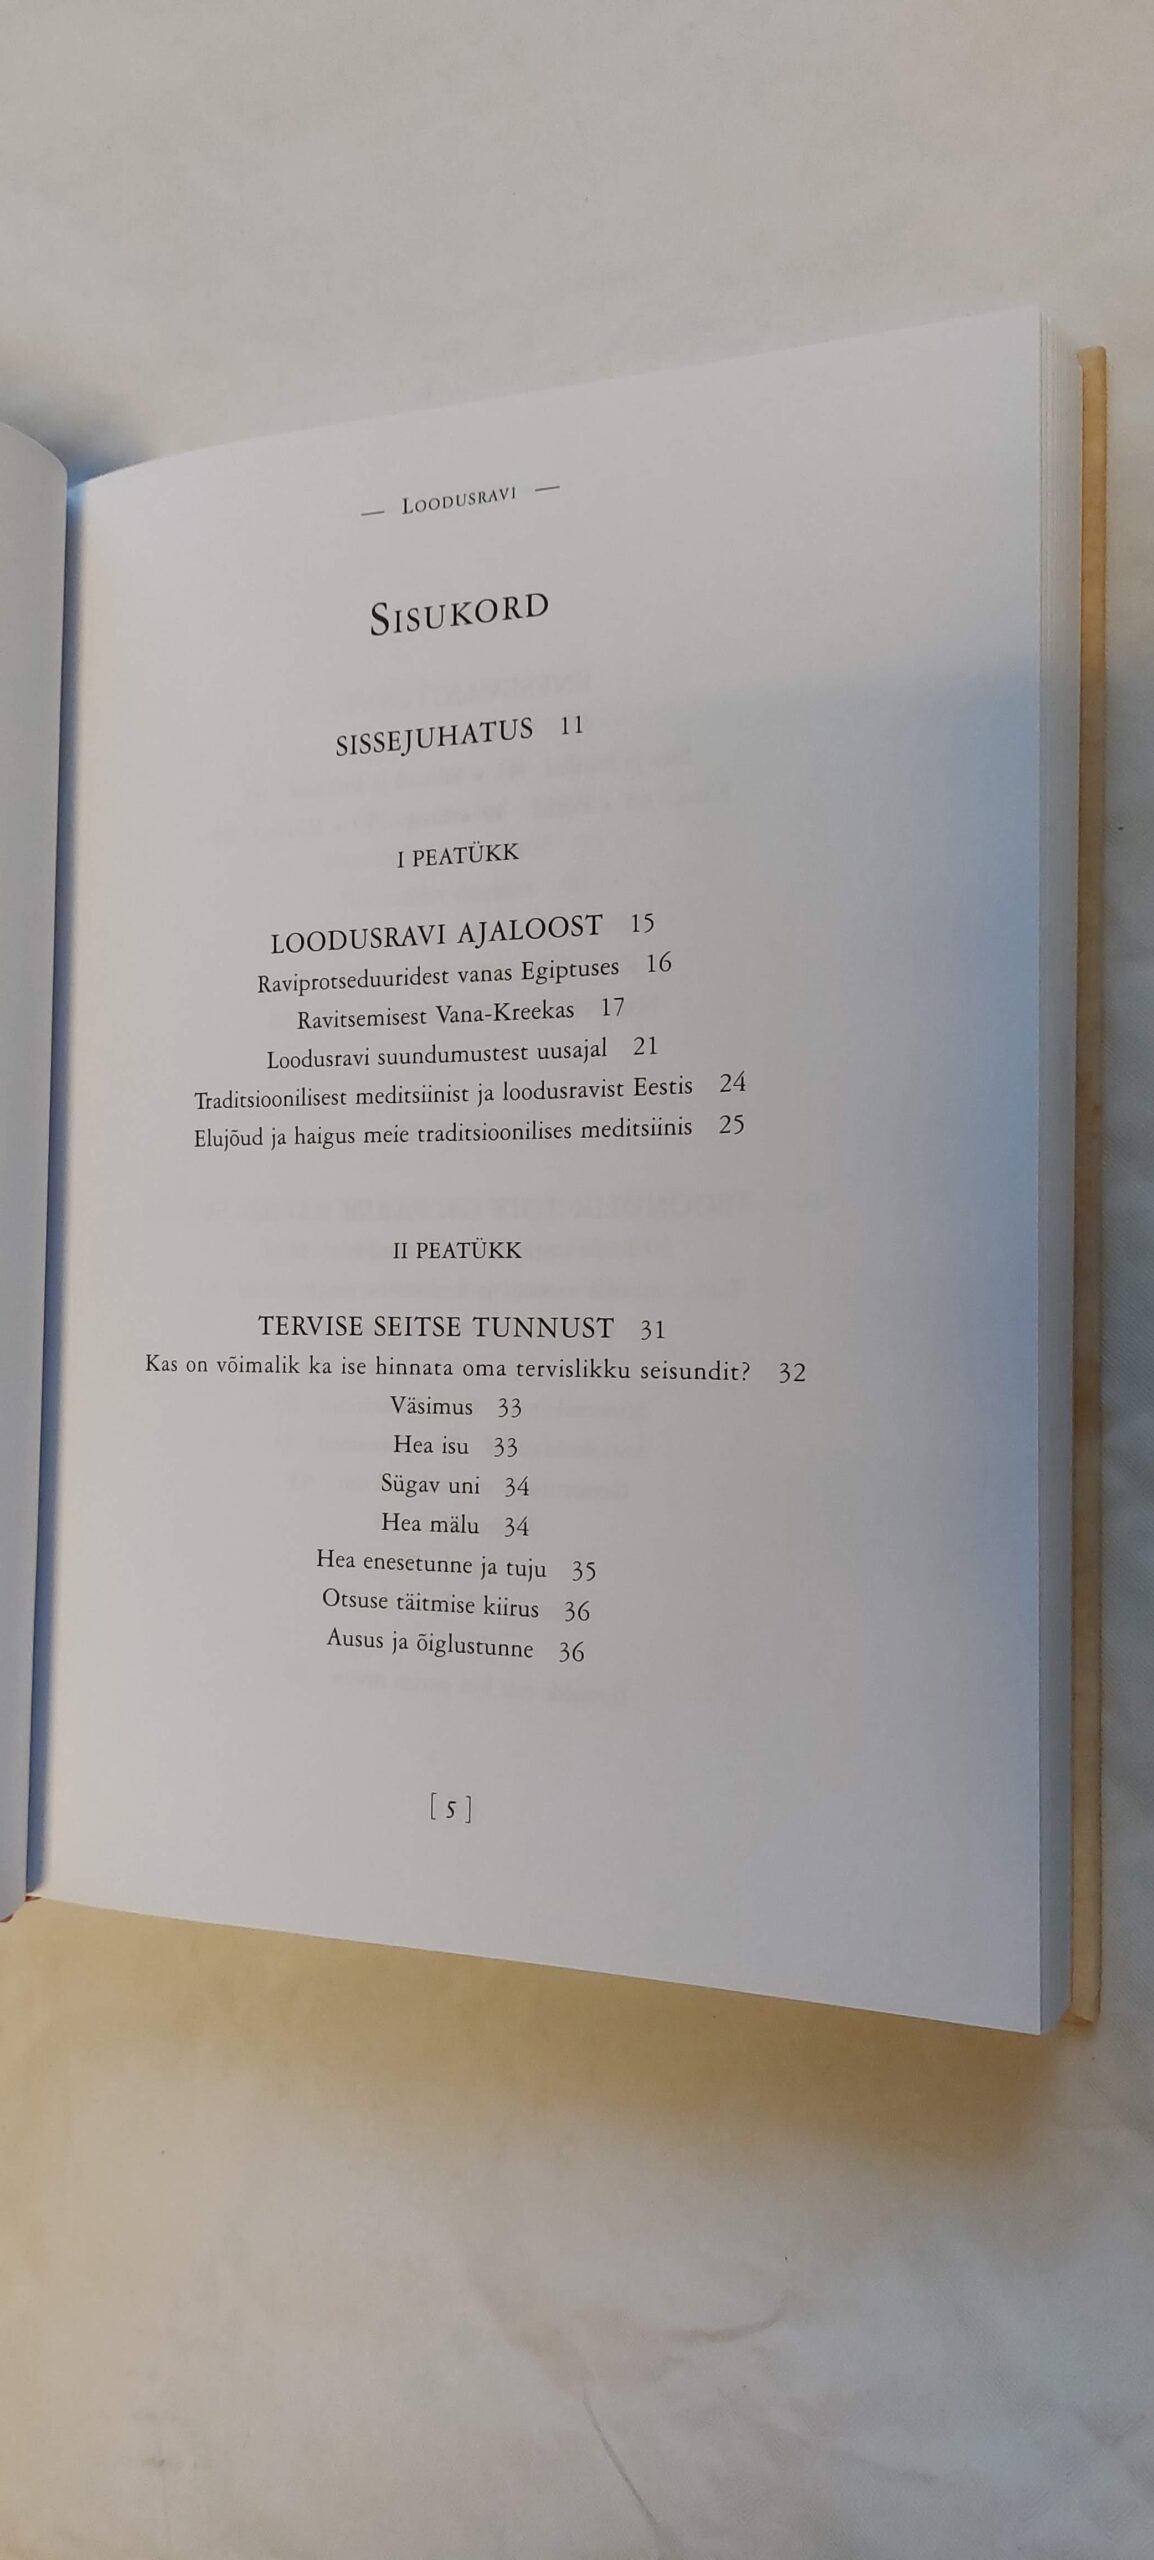 — Loodusravi —
Sisukord
SISSEJUHATUS 11
I PEATÜKK
LOODUSRAVI AJALOOST 15
Raviprotseduuridest vanas Egiptuses 16
Ravitsemisest Vana-Kreekas 17
Loodusravi suundumustest uusajal 21
Traditsioonilisest meditsiinist ja loodusravist Eestis 24
Elujõud ja haigus meie traditsioonilises meditsiinis 25
II PEATÜKK
TERVISE SEITSE TUNNUST 31
Kas on võimalik ka ise hinnata oma tervislikku seisundit? 32
Väsimus 33
Hea isu 33
Sügav uni 34
Hea mälu 34
Hea enesetunne ja tuju 35
Otsuse täitmise kiirus 36
Ausus ja õiglustunne 36
[ 5 ]